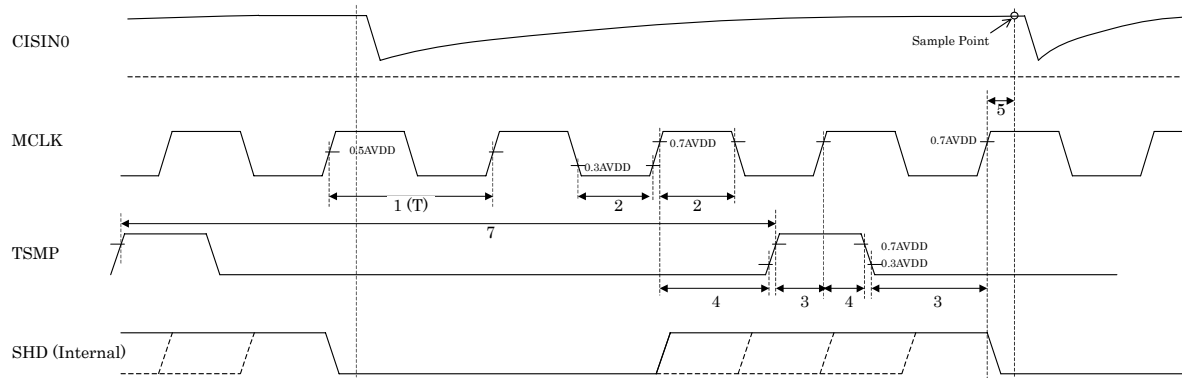 CISIN0
Sample Point
5
MCLK
0.5AVDD
0.7AVDD
0.7AVDD
0.3AVDD
1 (T)
2
2
7
TSMP
0.7AVDD
0.3AVDD
4
3
4
3
SHD (Internal)